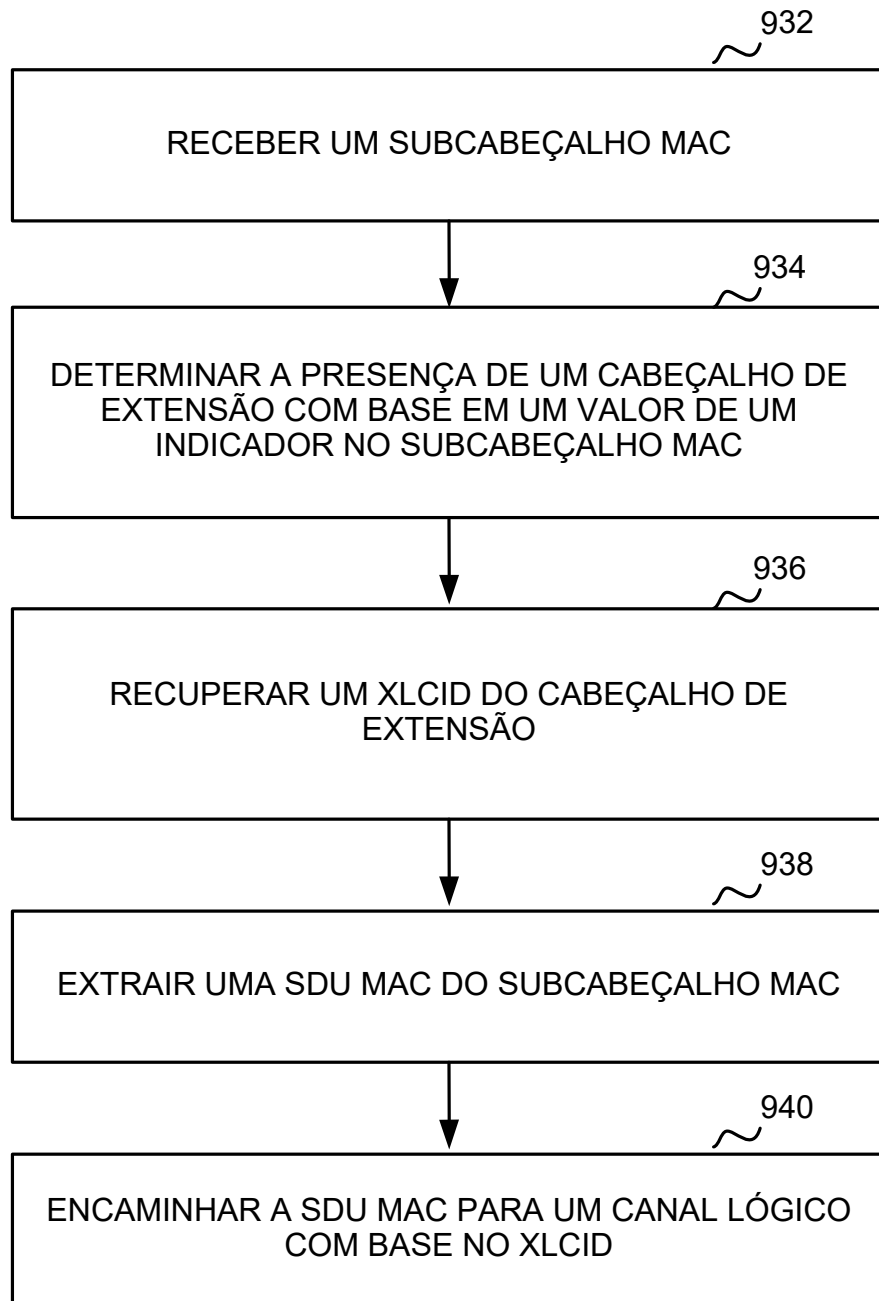 932
RECEBER UM SUBCABEÇALHO MAC
934
DETERMINAR A PRESENÇA DE UM CABEÇALHO DE
EXTENSÃO COM BASE EM UM VALOR DE UM
INDICADOR NO SUBCABEÇALHO MAC
936
RECUPERAR UM XLCID DO CABEÇALHO DE
EXTENSÃO
938
EXTRAIR UMA SDU MAC DO SUBCABEÇALHO MAC
940
ENCAMINHAR A SDU MAC PARA UM CANAL LÓGICO
COM BASE NO XLCID